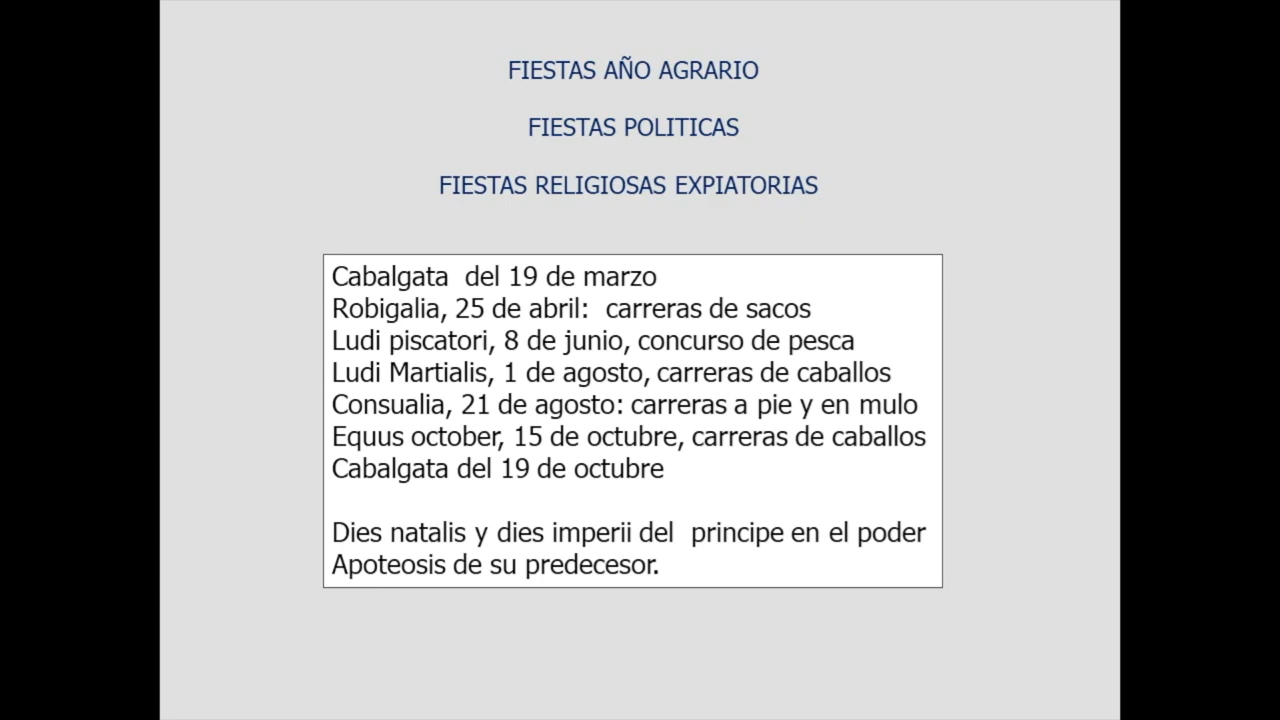 FIESTAS AÑO AGRARIO
FIESTAS POLITICAS
FIESTAS RELIGIOSAS EXPIATORIAS
Cabalgata del 19 de marzo
Robigalia, 25 de abril: carreras de sacos
Ludi piscatori, 8 de junio, concurso de pesca
Ludi Martialis, 1 de agosto, carreras de caballos
Consualia, 21 de agosto: carreras a pie y en mulo
Equus october, 15 de octubre, carreras de caballos
Cabalgata del 19 de octubre
Dies natalis y dies imperii del principe en el poder
Apoteosis de su predecesor.